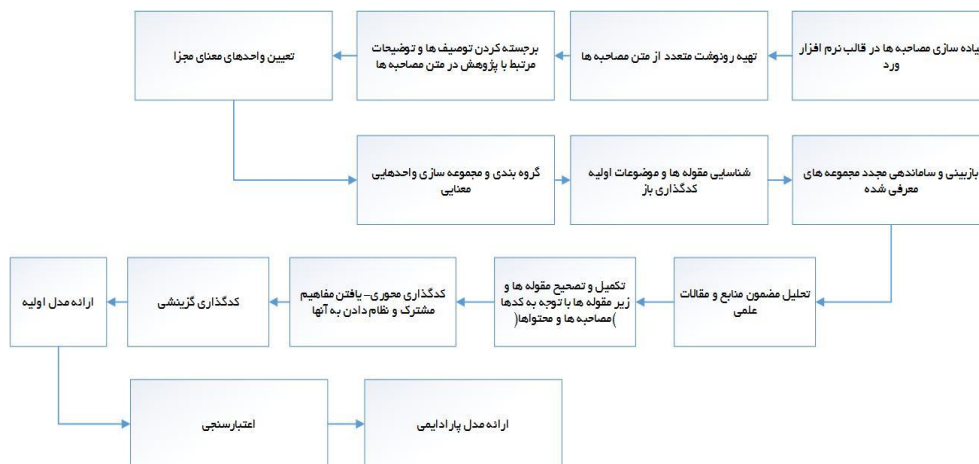 پیاده سازی مصاحبه ها در قالب نرم افزار
ورد
تهیه رونوشت متعدد از متن مصاحبه ها
برجسته کردن توصیف ها و توضیحات
مرتبط با پژوهش در متن مصاحبه ها
تعیین واحدهای معنای مجزا
گروه بندی و مجموعه سازی واحدهایی
معنایی
شناسایی مقوله ها و موضوعات اولیه
کدگذاری باز
بازبینی و ساماندهی مجدد مجموعه های
معرفی شده
تحلیل مضمون منابع و مقالات
علمی
تکمیل و تصحیح مقوله ها و
زیر مقوله ها با توجه به کدها
)مصاحبه ها و محتواها(
کدگذاری محوری- یافتن مفاهیم
مشترک و نظام دادن به آنها
کدگذاری گزینشی
ارائه مدل اولیه
اعتبارسنجی
ارائه مدل پارادایمی